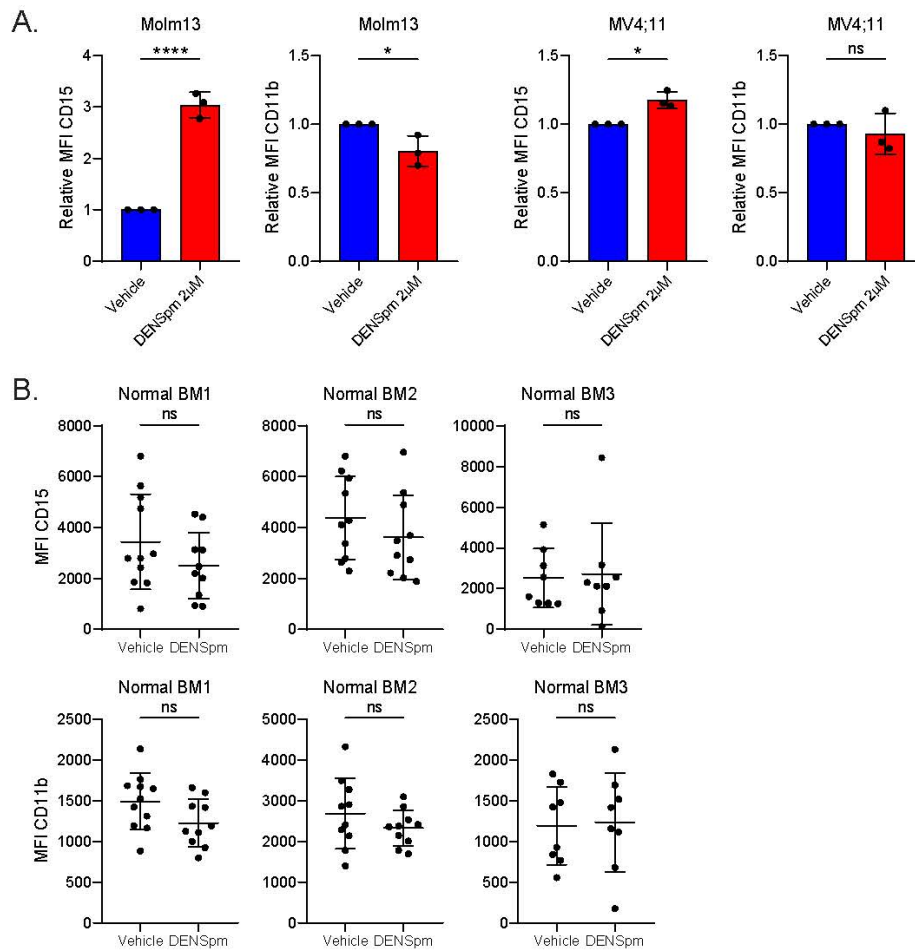 A.
Molm13
Molm13
MV4;11
MV4;11
****
*
*
ns
Relative MFI CD15
4
3
2
1
0
Vehicle
DENSpm 2µM
Relative MFI CD11b
1.5
1.0
0.5
0.0
Vehicle
DENSpm 2µM
Relative MFI CD15
1.5
1.0
0.5
0.0
Vehicle
DENSpm 2µM
Relative MFI CD11b
1.5
1.0
0.5
0.0
Vehicle
DENSpm 2µM
B.
Normal BM1
Normal BM2
Normal BM3
ns
ns
ns
MFI CD15
8000
6000
4000
2000
0
Vehicle DENSpm
8000
6000
4000
2000
0
Vehicle DENSpm
10000
8000
6000
4000
2000
0
Vehicle DENSpm
Normal BM1
Normal BM2
Normal BM3
ns
ns
ns
MFI CD11b
2500
2000
1500
1000
500
0
Vehicle DENSpm
5000
4000
3000
2000
1000
0
Vehicle DENSpm
2500
2000
1500
1000
500
0
Vehicle DENSpm